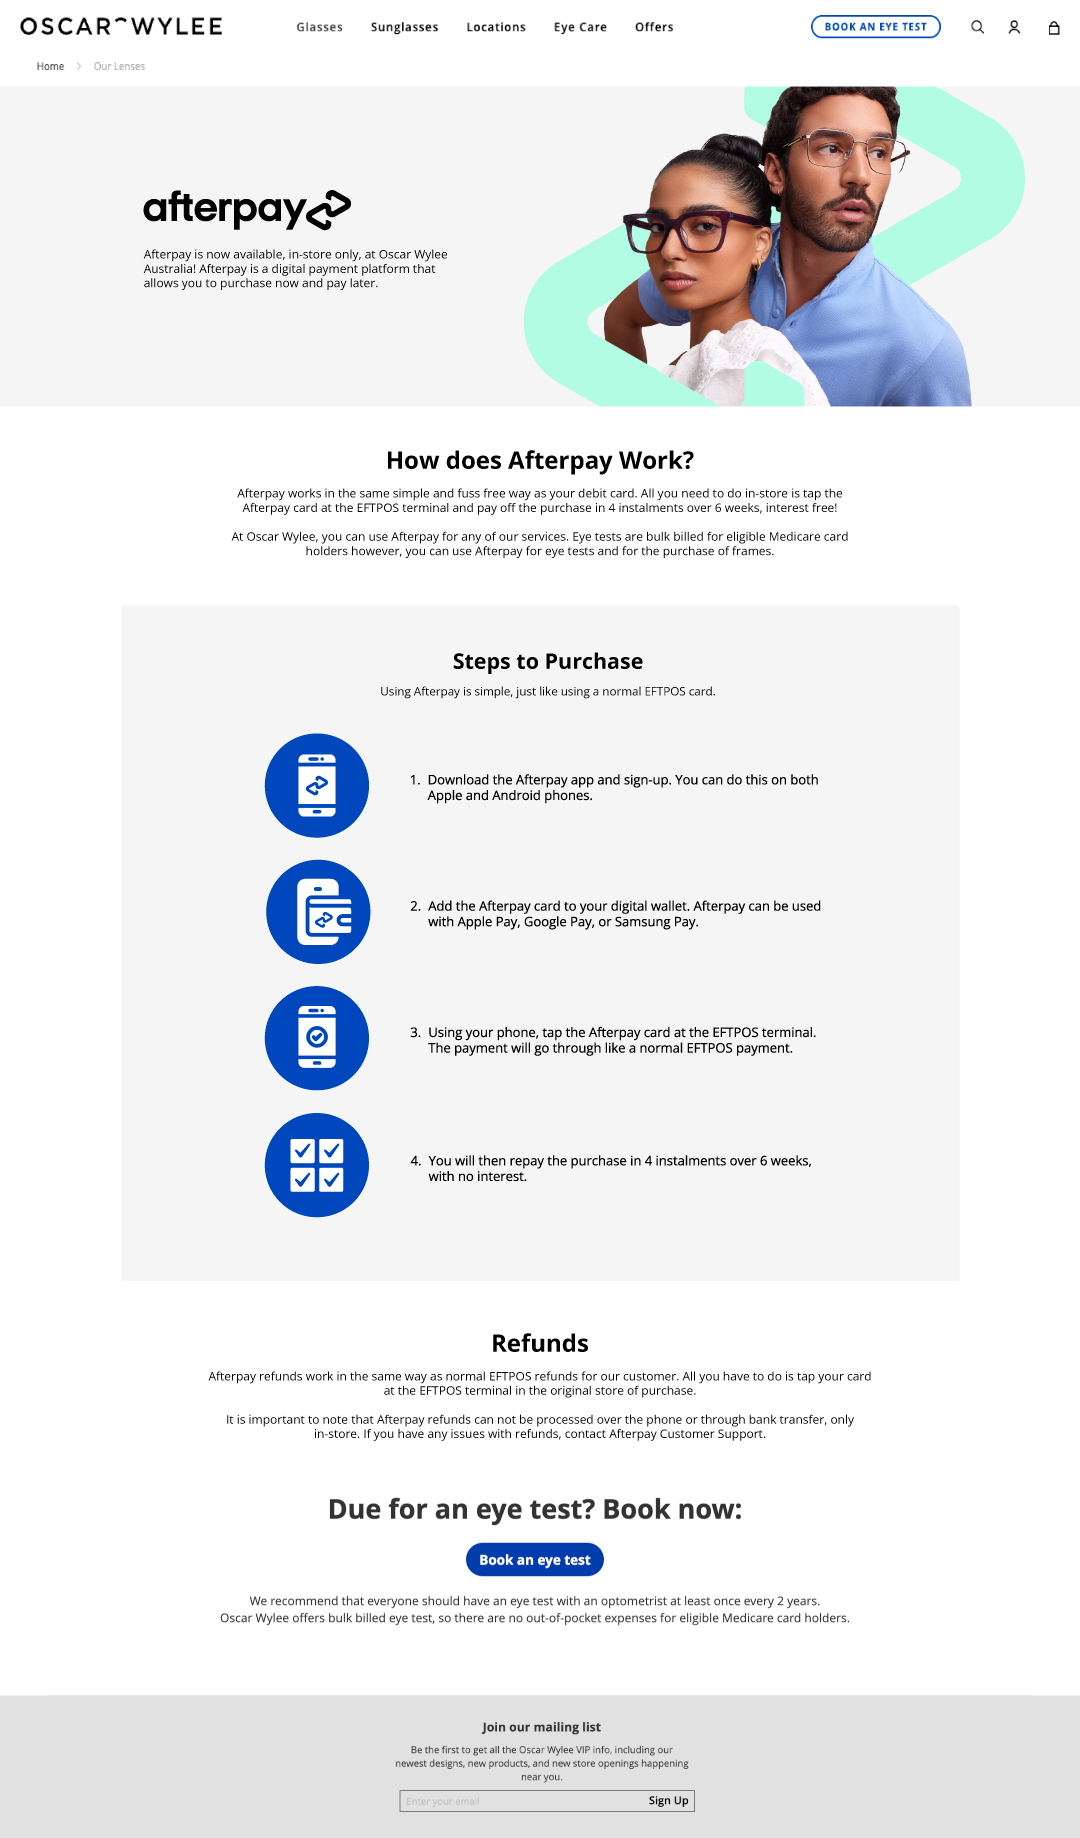 OSCAR WYLEE
Glasses Sunglasses Locations Eye Care Offers
BOOK AN EYE TEST
Home > Our Lenses
afterpay
Afterpay is now available, in-store only, at Oscar Wylee
Australia! Afterpay is a digital payment platform that
allows you to purchase now and pay later.
How does Afterpay Work?
Afterpay works in the same simple and fuss free way as your debit card. All you need to do in-store is tap the
Afterpay card at the EFTPOS terminal and pay off the purchase in 4 instalments over 6 weeks, interest free!
At Oscar Wylee, you can use Afterpay for any of our services. Eye tests are bulk billed for eligible Medicare card
holders however, you can use Afterpay for eye tests and for the purchase of frames.
Steps to Purchase
Using Afterpay is simple, just like using a normal EFTPOS card.
1. Download the Afterpay app and sign-up. You can do this on both
Apple and Android phones.
2. Add the Afterpay card to your digital wallet. Afterpay can be used
with Apple Pay, Google Pay, or Samsung Pay.
3. Using your phone, tap the Afterpay card at the EFTPOS terminal.
The payment will go through like a normal EFTPOS payment.
4. You will then repay the purchase in 4 instalments over 6 weeks,
with no interest.
Refunds
Afterpay refunds work in the same way as normal EFTPOS refunds for our customer. All you have to do is tap your card
at the EFTPOS terminal in the original store of purchase.
It is important to note that Afterpay refunds can not be processed over the phone or through bank transfer, only
in-store. If you have any issues with refunds, contact Afterpay Customer Support.
Due for an eye test? Book now:
Book an eye test
We recommend that everyone should have an eye test with an optometrist at least once every 2 years.
Oscar Wylee offers bulk billed eye test, so there are no out-of-pocket expenses for eligible Medicare card holders.
Join our mailing list
Be the first to get all the Oscar Wylee VIP info, including our
newest designs, new products, and new store openings happening
near you.
Enter your email Sign Up